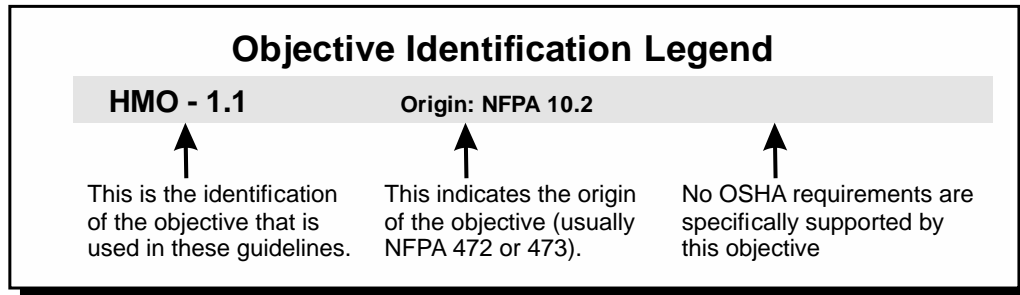 Objective Identification Legend
HMO - 1.1 Origin: NFPA 10.2
This is the identification
of the objective that is
used in these guidelines.
This indicates the origin
of the objective (usually
NFPA 472 or 473).
No OSHA requirements are
specifically supported by
this objective